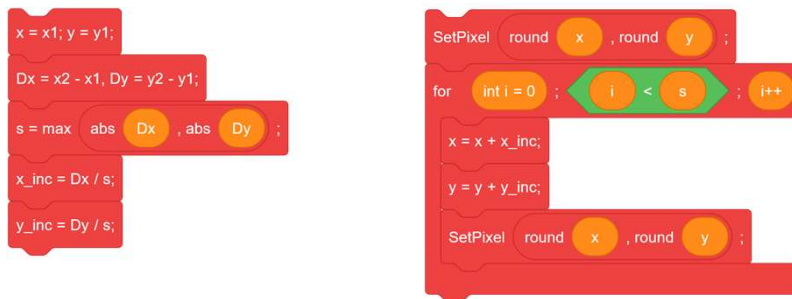 x = x1; y = y1;
Dx = x2 - x1, Dy = y2 - y1;
s = max abs Dx , abs Dy ;
x_inc = Dx / s;
y_inc = Dy / s;
SetPixel round x , round y ;
for int i = 0 ; i < s ; i++
x = x + x_inc;
y = y + y_inc;
SetPixel round x , round y ;